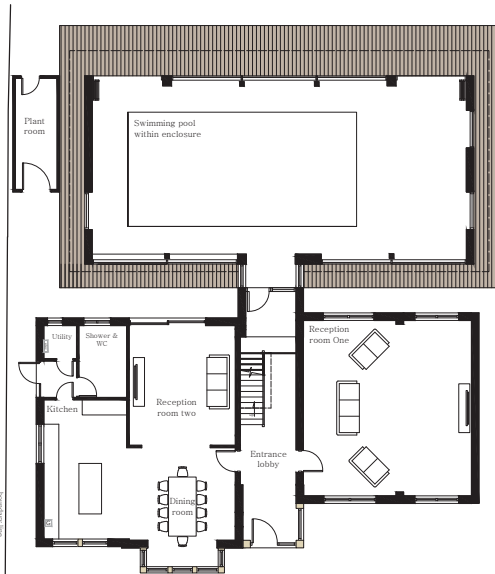 Plant
room
Swimming pool
within enclosure
Utility
Shower &
WC
Reception
room One
Kitchen
Reception
room two
Entrance
lobby
Dining
room